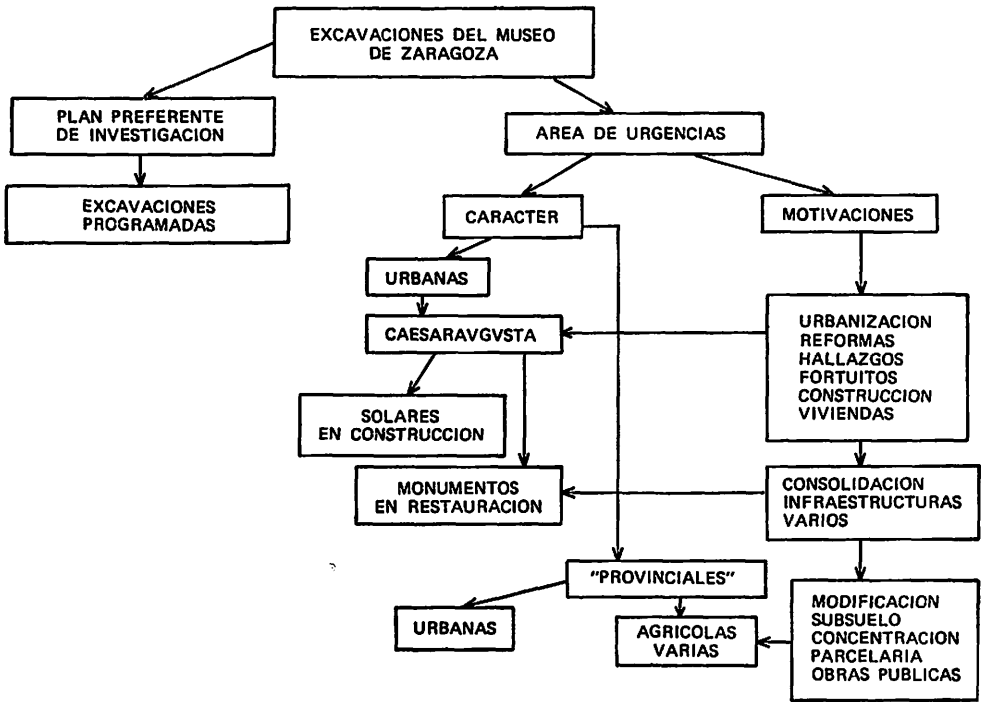 EXCAVACIONES DEL MUSEO
DE ZARAGOZA
PLAN PREFERENTE
DE INVESTIGACION
AREA DE URGENCIAS
EXCAVACIONES
PROGRAMADAS
CARACTER
MOTIVACIONES
URBANAS
CAESARAVGVSTA
URBANIZACION
REFORMAS
HALLAZGOS
FORTUITOS
CONSTRUCCION
VIVIENDAS
SOLARES
EN CONSTRUCCION
MONUMENTOS
EN RESTAURACION
CONSOLIDACION
INFRAESTRUCTURAS
VARIOS
"PROVINCIALES"
URBANAS
AGRICOLAS
VARIAS
MODIFICACION
SUBSUELO
CONCENTRACION
PARCELARIA
OBRAS PUBLICAS